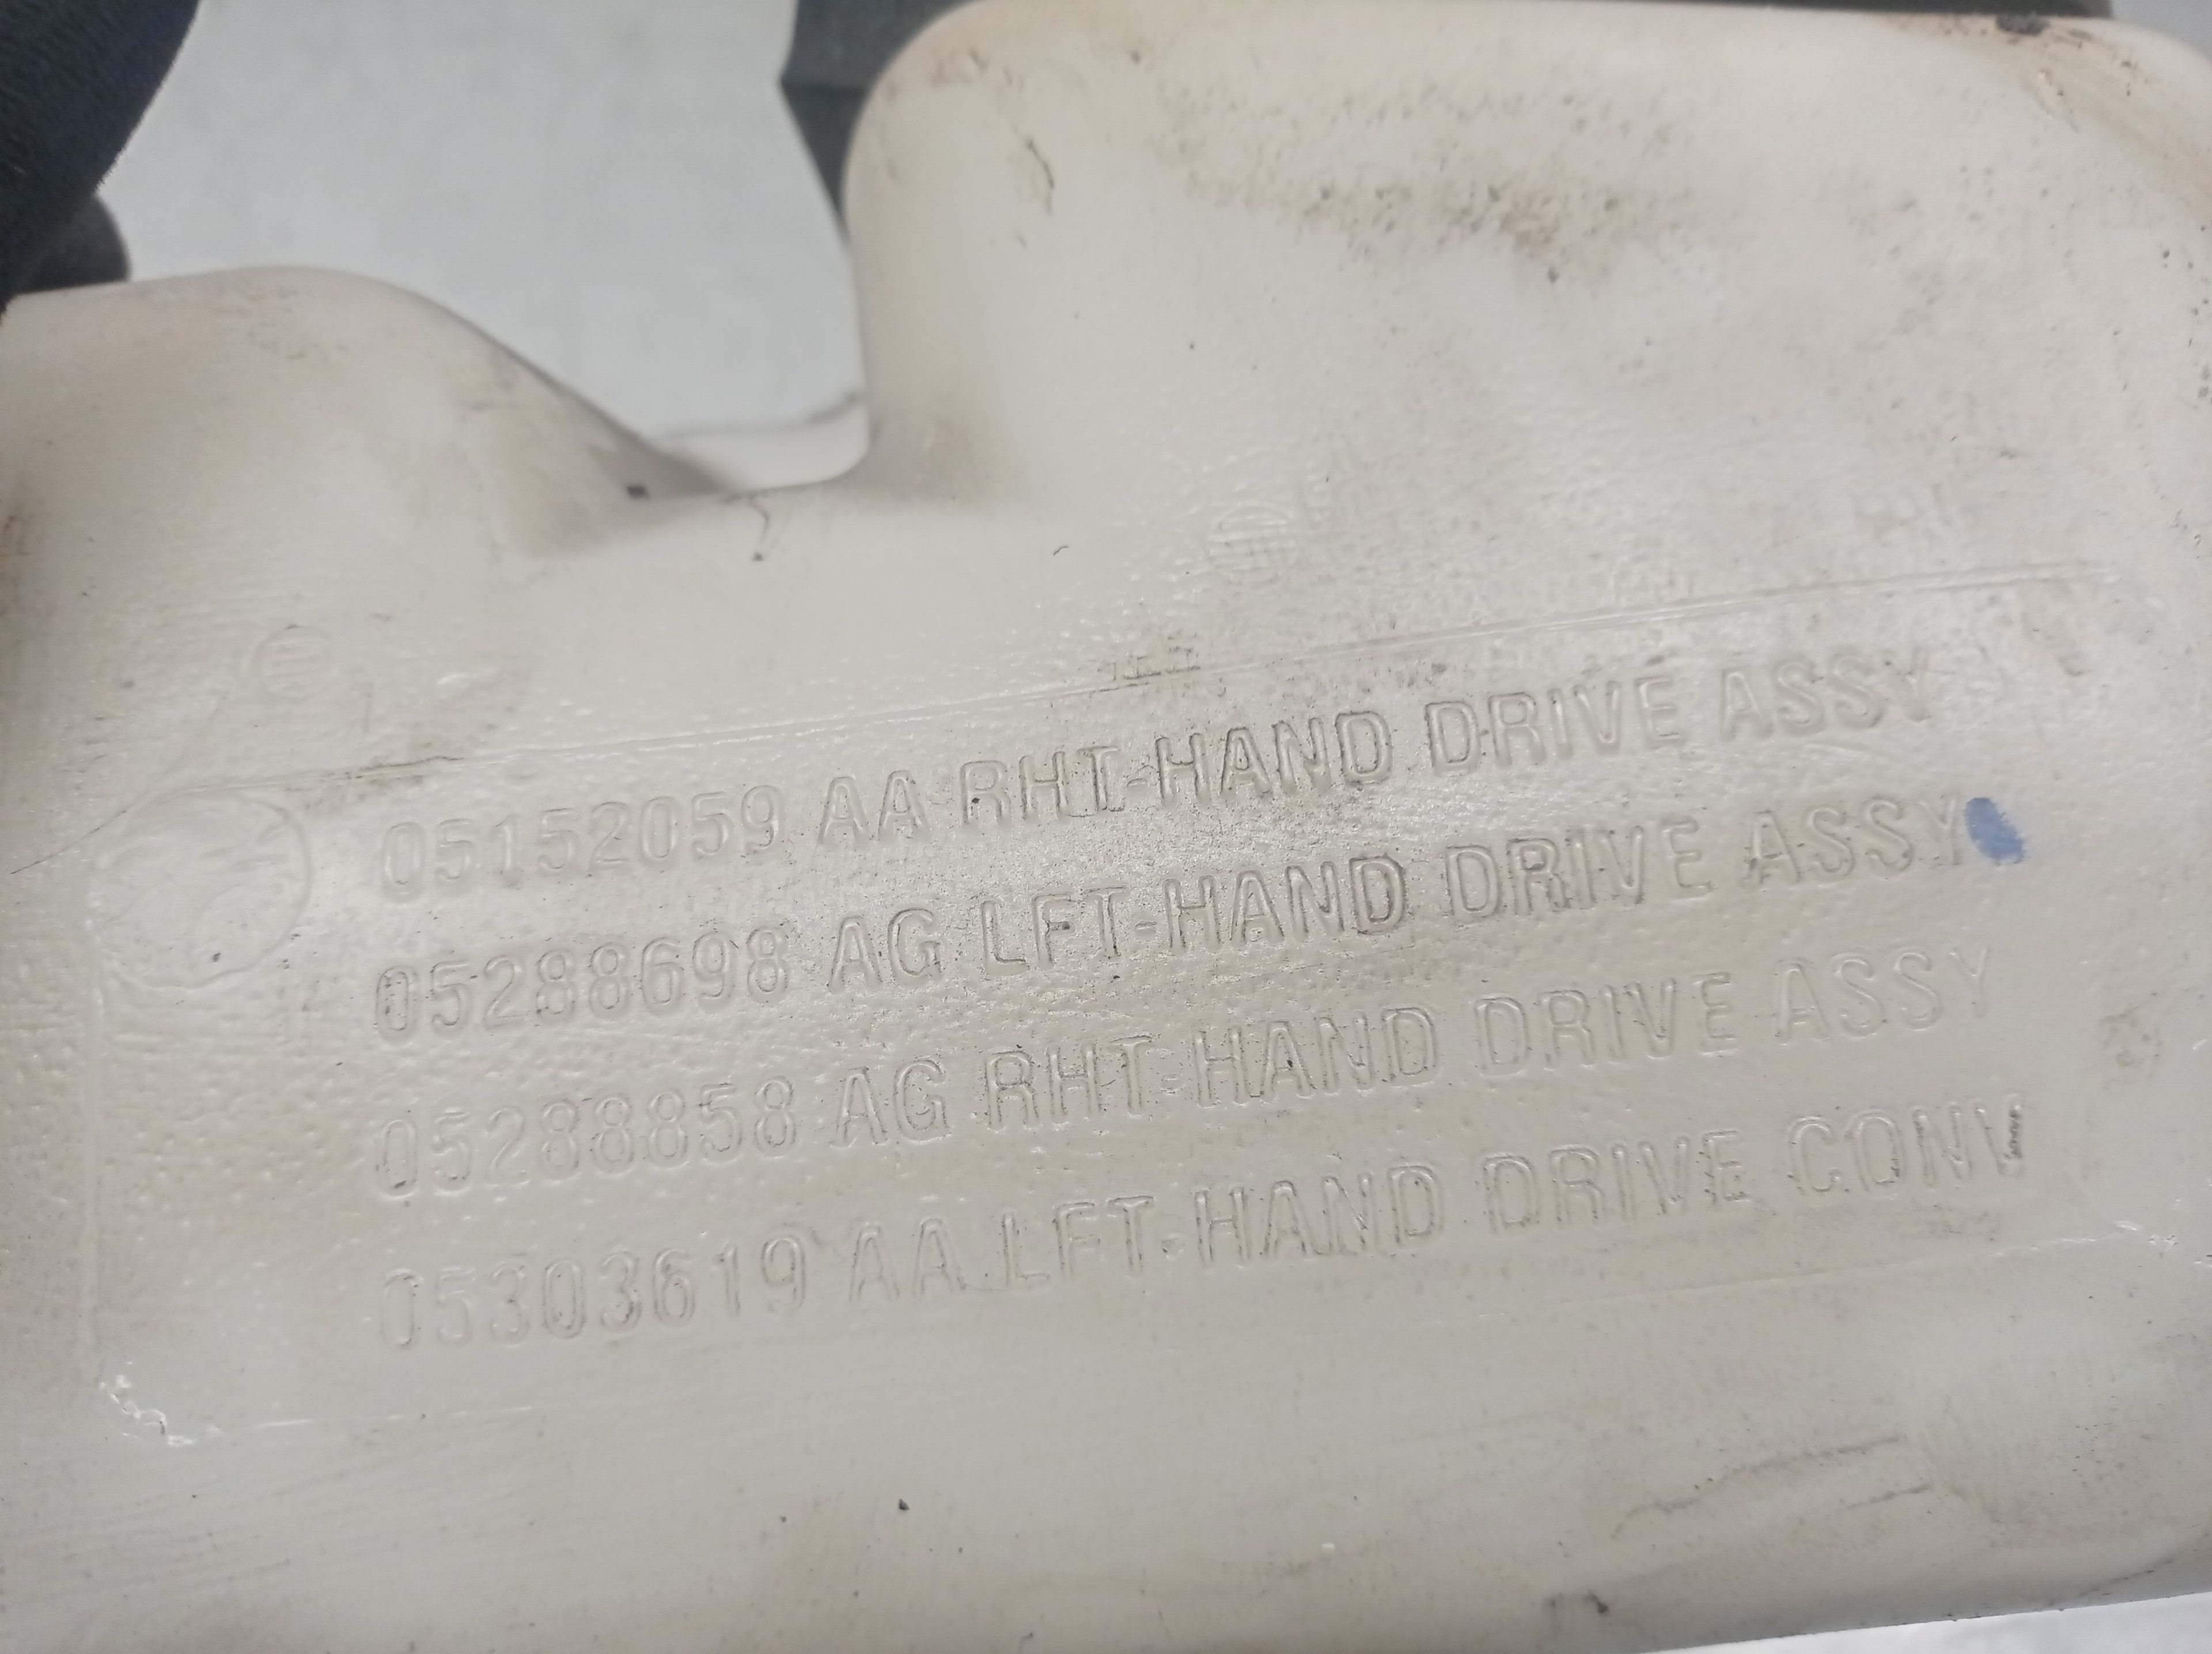 05152059 AA RHT-HAND DRIVE ASSY
05288698 AG LFT-HAND DRIVE ASSY
05288858 AG RHT-HAND DRIVE ASSY
05303619 AA LFT-HAND DRIVE CONV